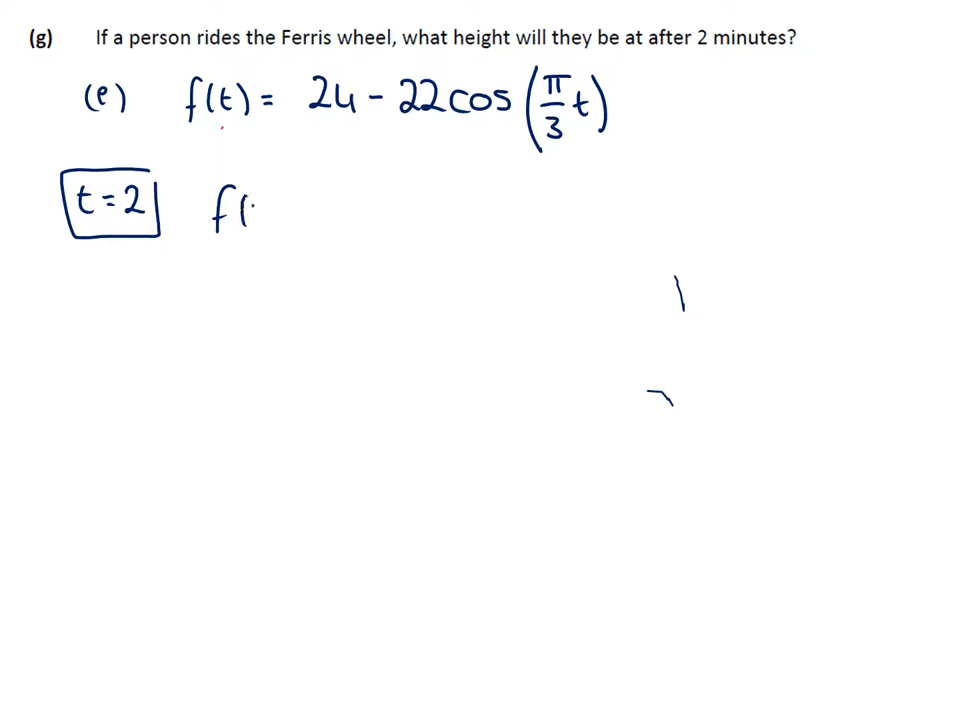 (g) If a person rides the Ferris wheel, what height will they be at after 2 minutes?
(e) f(t) = 24 - 22cos(π/3 t)
t = 2 f(